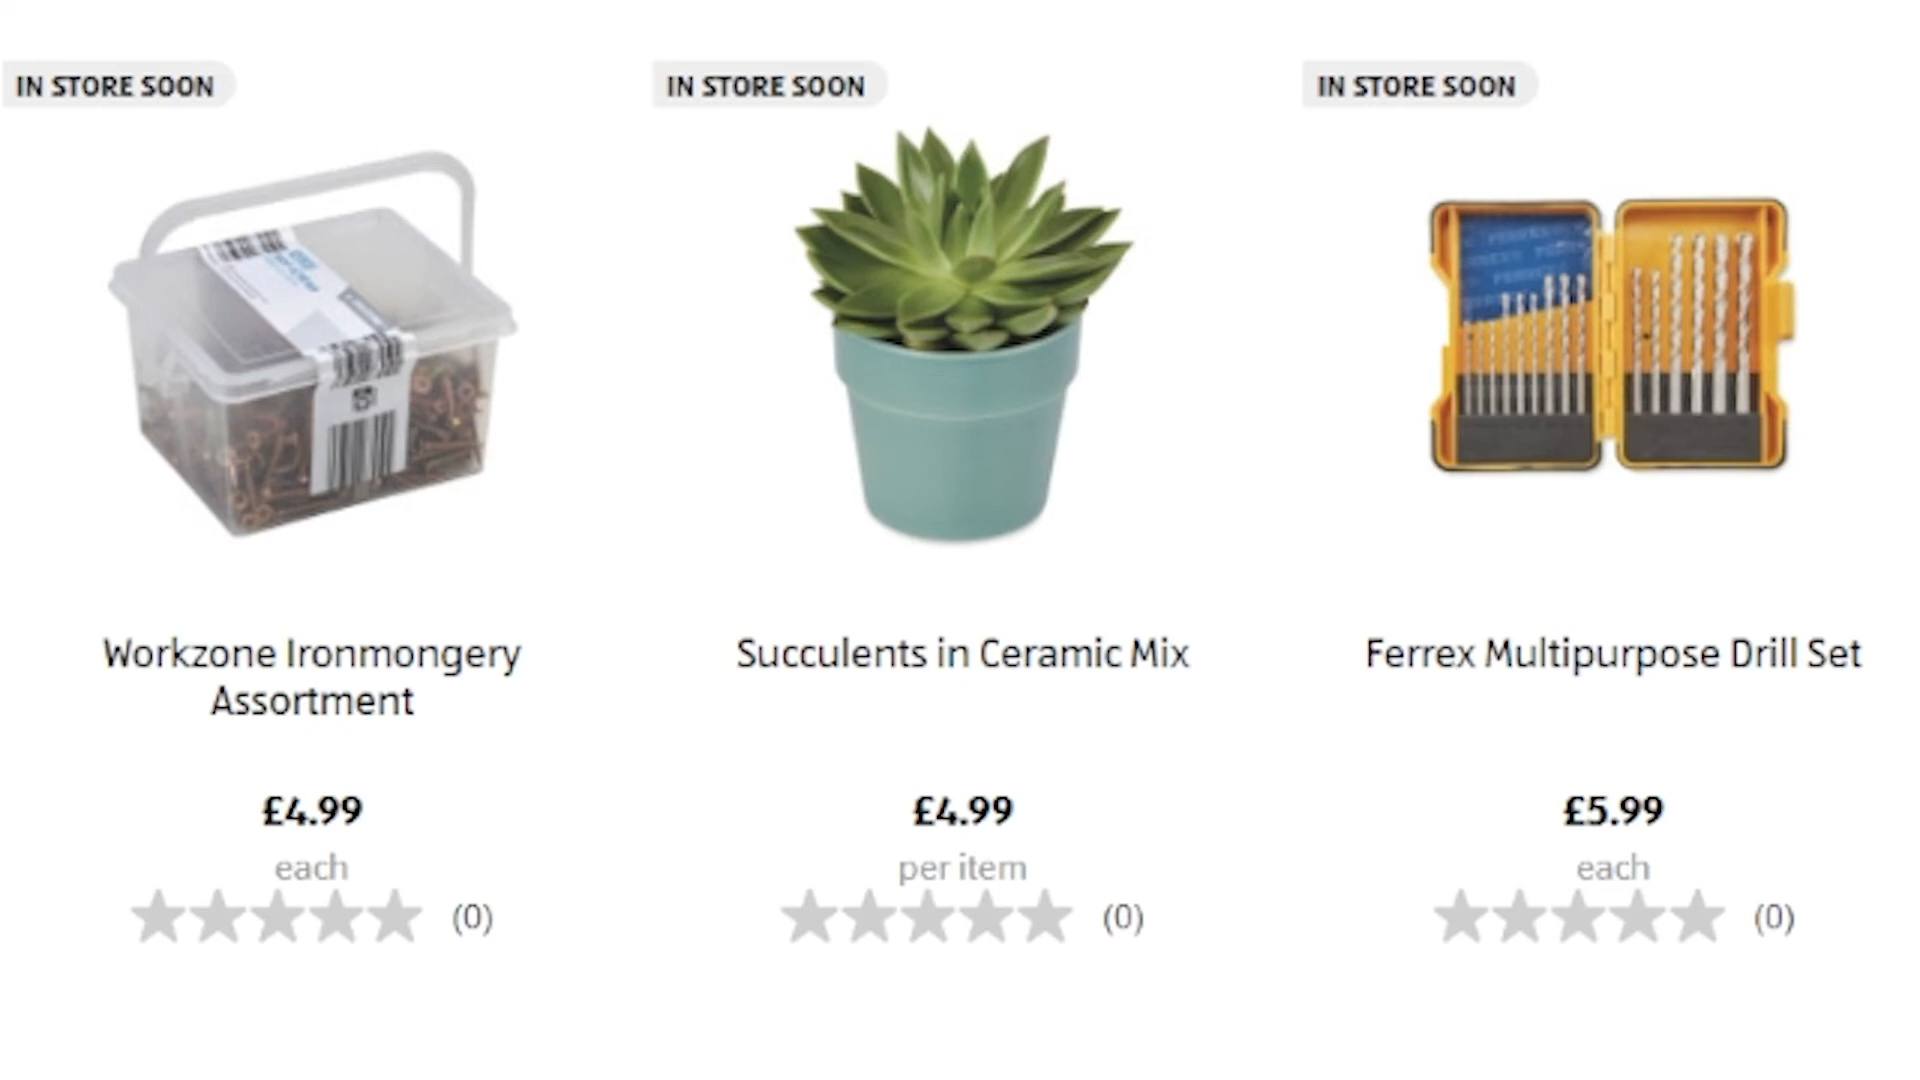 IN STORE SOON
IN STORE SOON
IN STORE SOON
Workzone Ironmongery
Assortment
Succulents in Ceramic Mix
Ferrex Multipurpose Drill Set
£4.99
£4.99
£5.99
each
per item
each
(0)
(0)
(0)